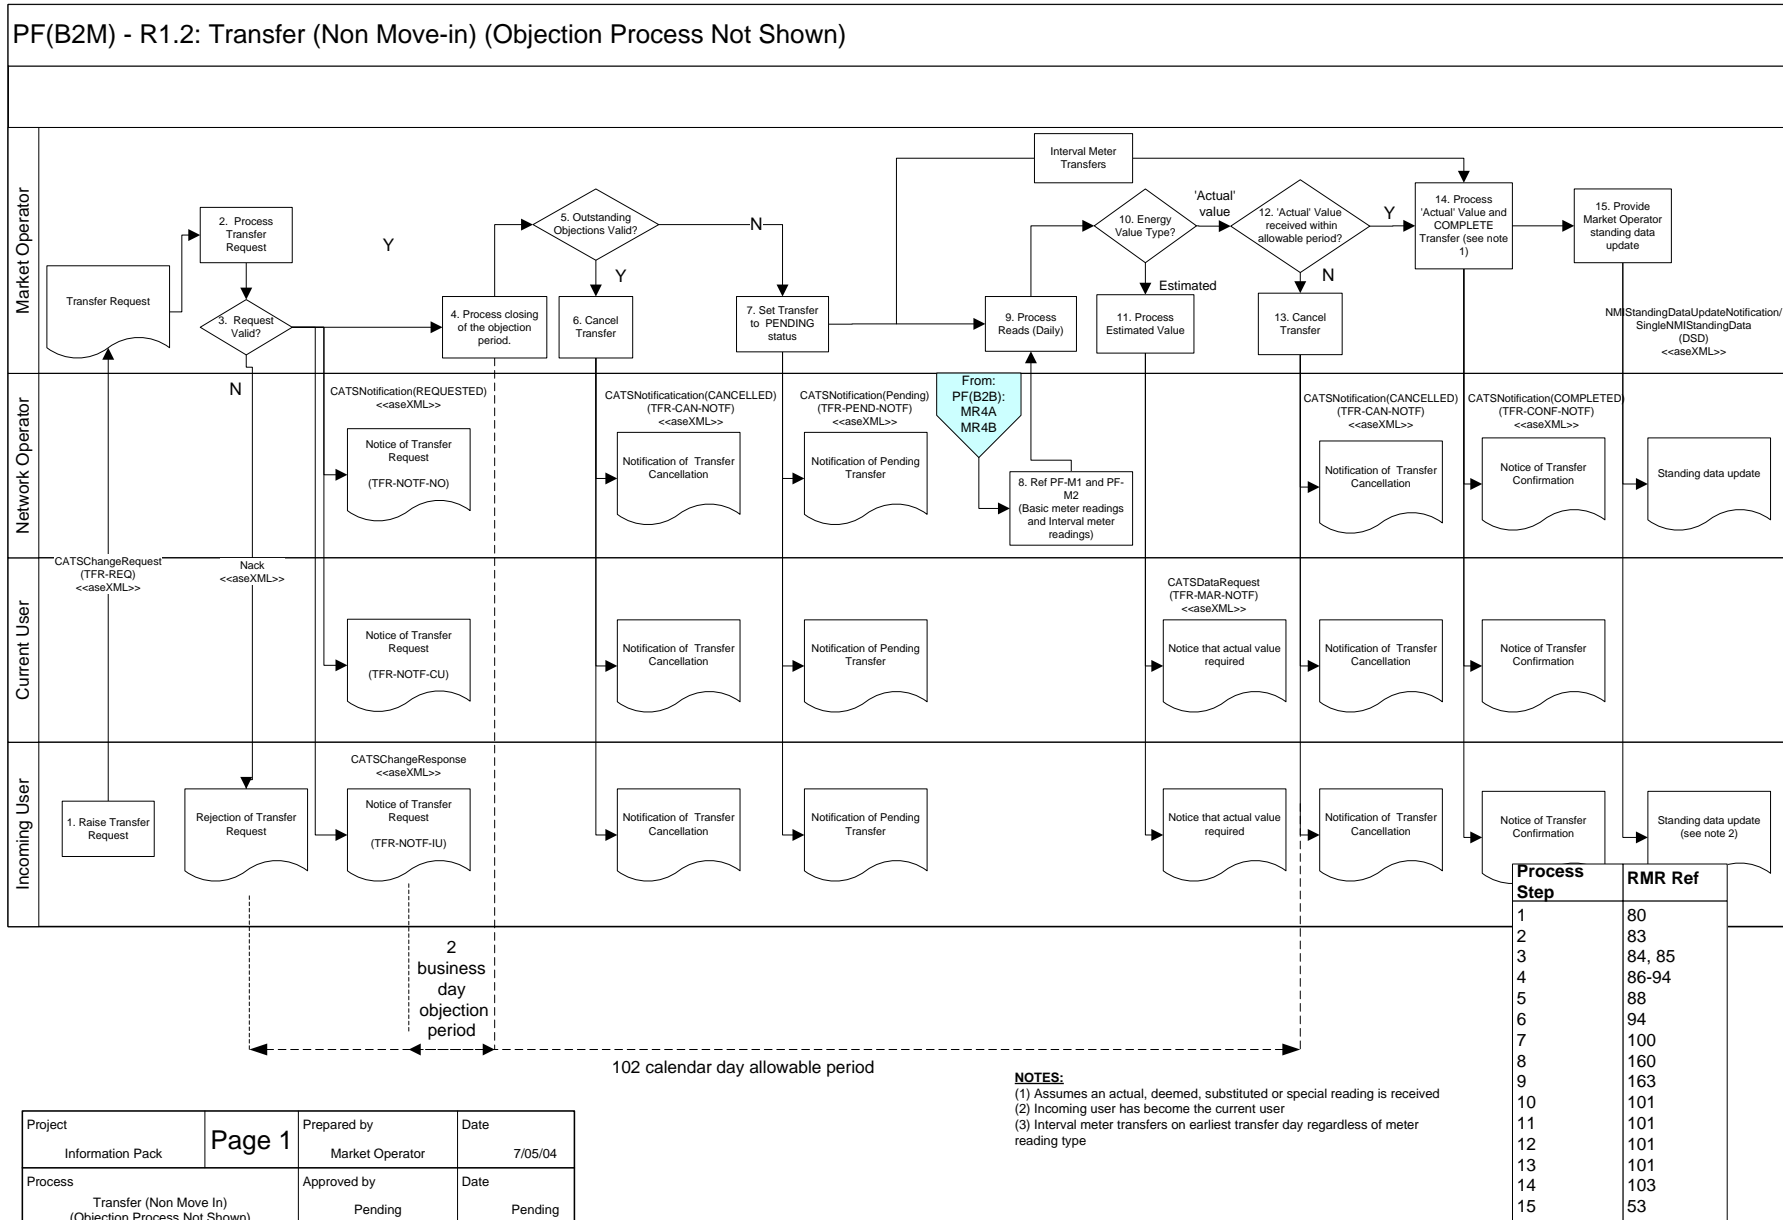 PF(B2M) - R1.2: Transfer (Non Move-in) (Objection Process Not Shown)
Market Operator
Transfer Request
2. Process
Transfer
Request
3. Request
Valid?
Y
N
4. Process closing
of the objection
period.
5. Outstanding
Objections Valid?
N
Y
6. Cancel
Transfer
7. Set Transfer
to PENDING
status
Interval Meter
Transfers
9. Process
Reads (Daily)
10. Energy
Value Type?
'Actual'
value
Estimated
11. Process
Estimated Value
12. 'Actual' Value
received within
allowable period?
Y
N
13. Cancel
Transfer
14. Process
'Actual' Value and
COMPLETE
Transfer (see note
1)
15. Provide
Market Operator
standing data
update
NMIStandingDataUpdateNotification/
SingleNMIStandingData
(DSD)
<<aseXML>>
Network Operator
CATSNotification(REQUESTED)
<<aseXML>>
Notice of Transfer
Request
(TFR-NOTF-NO)
CATSNotificatication(CANCELLED)
(TFR-CAN-NOTF)
<<aseXML>>
Notification of Transfer
Cancellation
CATSNotification(Pending)
(TFR-PEND-NOTF)
<<aseXML>>
Notification of Pending
Transfer
From:
PF(B2B):
MR4A
MR4B
8. Ref PF-M1 and PF-
M2
(Basic meter readings
and Interval meter
readings)
CATSNotification(CANCELLED)
(TFR-CAN-NOTF)
<<aseXML>>
Notification of Transfer
Cancellation
CATSNotification(COMPLETED)
(TFR-CONF-NOTF)
<<aseXML>>
Notice of Transfer
Confirmation
Standing data update
Current User
CATSChangeRequest
(TFR-REQ)
<<aseXML>>
Nack
<<aseXML>>
Notice of Transfer
Request
(TFR-NOTF-CU)
Notification of Transfer
Cancellation
Notification of Pending
Transfer
CATSDataRequest
(TFR-MAR-NOTF)
<<aseXML>>
Notice that actual value
required
Notification of Transfer
Cancellation
Notice of Transfer
Confirmation
Incoming User
1. Raise Transfer
Request
Rejection of Transfer
Request
CATSChangeResponse
<<aseXML>>
Notice of Transfer
Request
(TFR-NOTF-IU)
Notification of Transfer
Cancellation
Notification of Pending
Transfer
Notice that actual value
required
Notification of Transfer
Cancellation
Notice of Transfer
Confirmation
Standing data update
(see note 2)
2
business
day
objection
period
102 calendar day allowable period
NOTES:
(1) Assumes an actual, deemed, substituted or special reading is received
(2) Incoming user has become the current user
(3) Interval meter transfers on earliest transfer day regardless of meter
reading type
Process Step RMR Ref
1 80
2 83
3 84, 85
4 86-94
5 88
6 94
7 100
8 160
9 163
10 101
11 101
12 101
13 101
14 103
15 53
Project
Information Pack
Page 1
Prepared by
Market Operator
Date
7/05/04
Process
Transfer (Non Move In)
(Objection Process Not Shown)
Approved by
Pending
Date
Pending